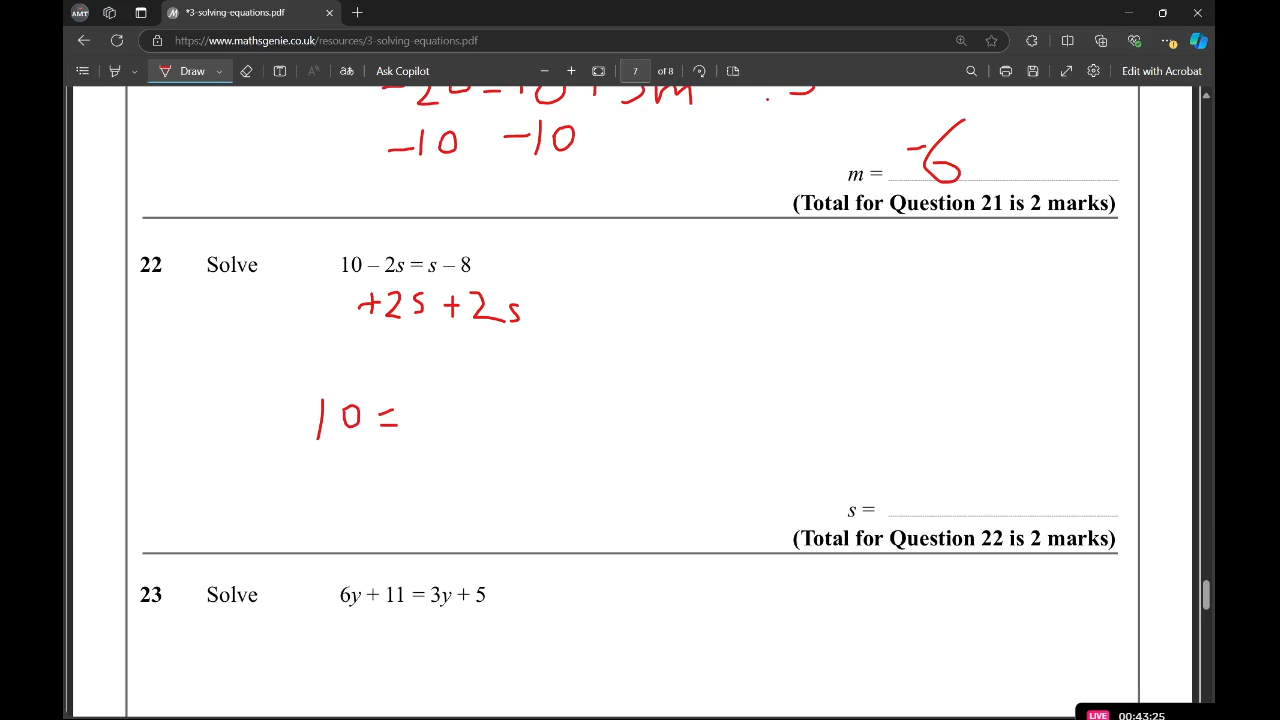 AMT
*3-solving-equations.pdf
https://www.mathsgenie.co.uk/resources/3-solving-equations.pdf
Draw
aあ
Ask Copilot
7 of 8
Edit with Acrobat
-10 -10
m = -6
(Total for Question 21 is 2 marks)
22 Solve 10 – 2s = s – 8
+2s +2s
10 =
s =
(Total for Question 22 is 2 marks)
23 Solve 6y + 11 = 3y + 5
LIVE 00:43:25